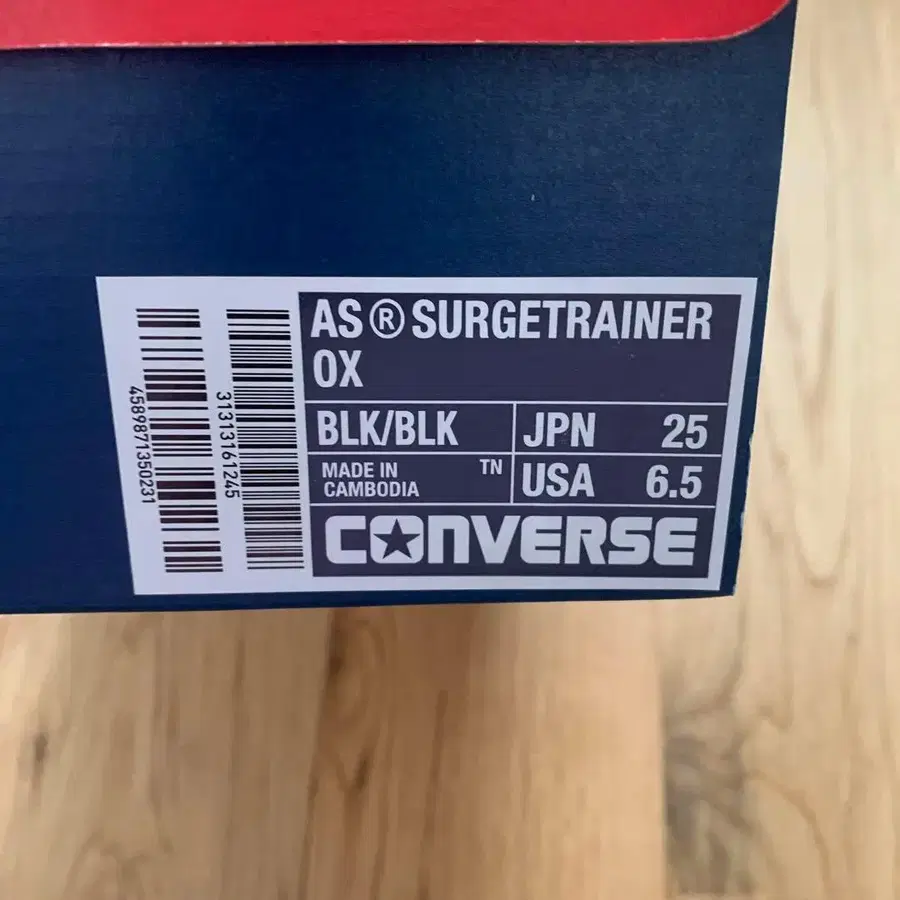 4589871350231
31313161245
AS® SURGETRAINER
OX
BLK/BLK
JPN 25
MADE IN
CAMBODIA
TN
USA 6.5
CONVERSE